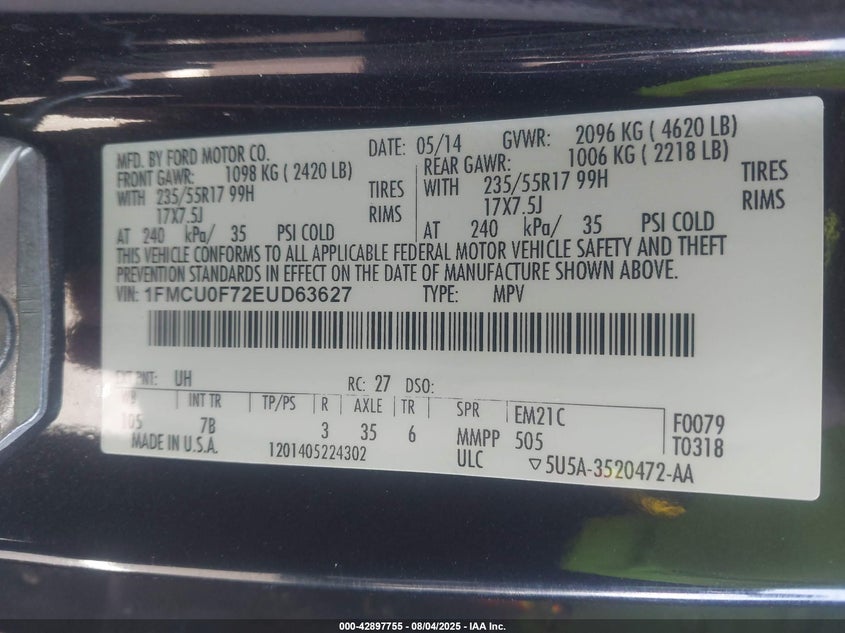 MFD. BY FORD MOTOR CO. DATE: 05/14 GVWR: 2096 KG ( 4620 LB)
FRONT GAWR: 1098 KG ( 2420 LB) REAR GAWR: 1006 KG ( 2218 LB)
WITH 235/55R17 99H TIRES WITH 235/55R17 99H TIRES
17X7.5J RIMS 17X7.5J RIMS
AT 240 kPa/ 35 PSI COLD AT 240 kPa/ 35 PSI COLD
THIS VEHICLE CONFORMS TO ALL APPLICABLE FEDERAL MOTOR VEHICLE SAFETY AND THEFT
PREVENTION STANDARDS IN EFFECT ON THE DATE OF MANUFACTURE SHOWN ABOVE.
VIN: 1FMCU0F72EUD63627 TYPE: MPV
EXT PNT: UH RC: 27 DSO:
WB INT TR TP/PS R AXLE TR SPR EM21C F0079
105 7B 3 35 6 MMPP 505 T0318
MADE IN U.S.A. 1201405224302 ULC ▽5U5A-3520472-AA
000-42897755 - 08/04/2025 - IAA Inc.